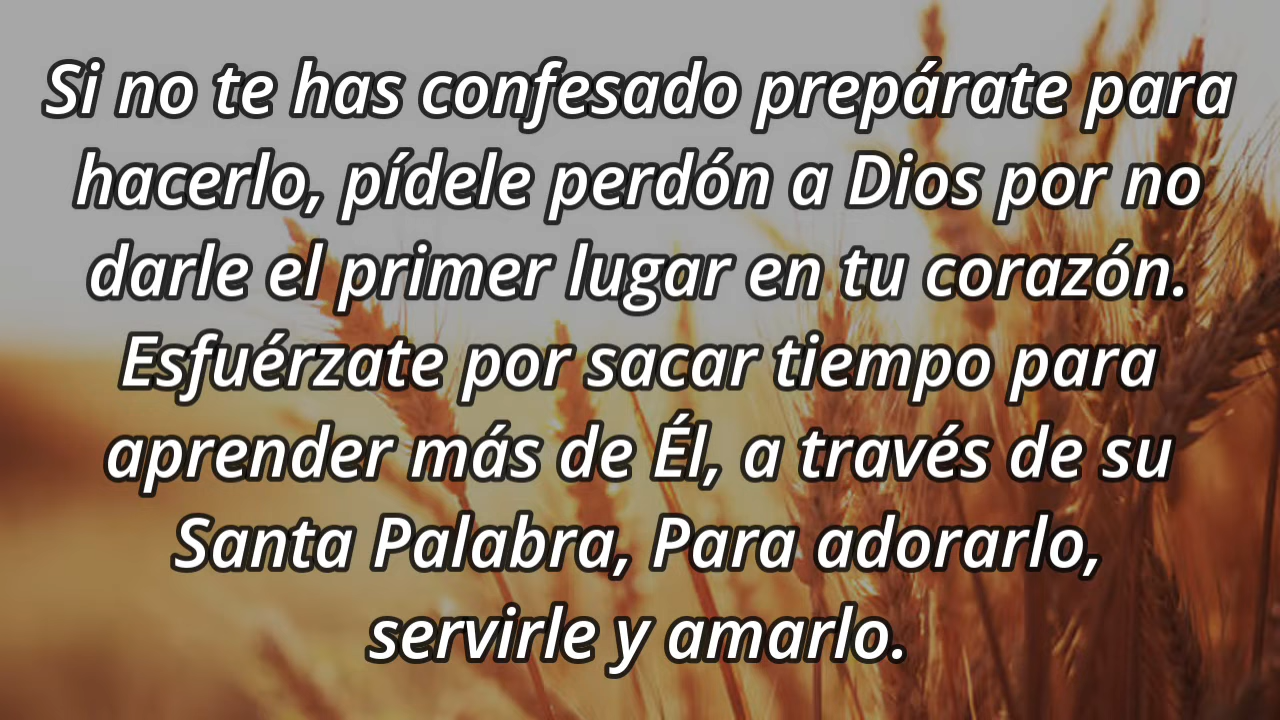 Si no te has confesado prepárate para
hacerlo, pídele perdón a Dios por no
darle el primer lugar en tu corazón.
Esfuérzate por sacar tiempo para
aprender más de Él, a través de su
Santa Palabra, Para adorarlo,
servirle y amarlo.